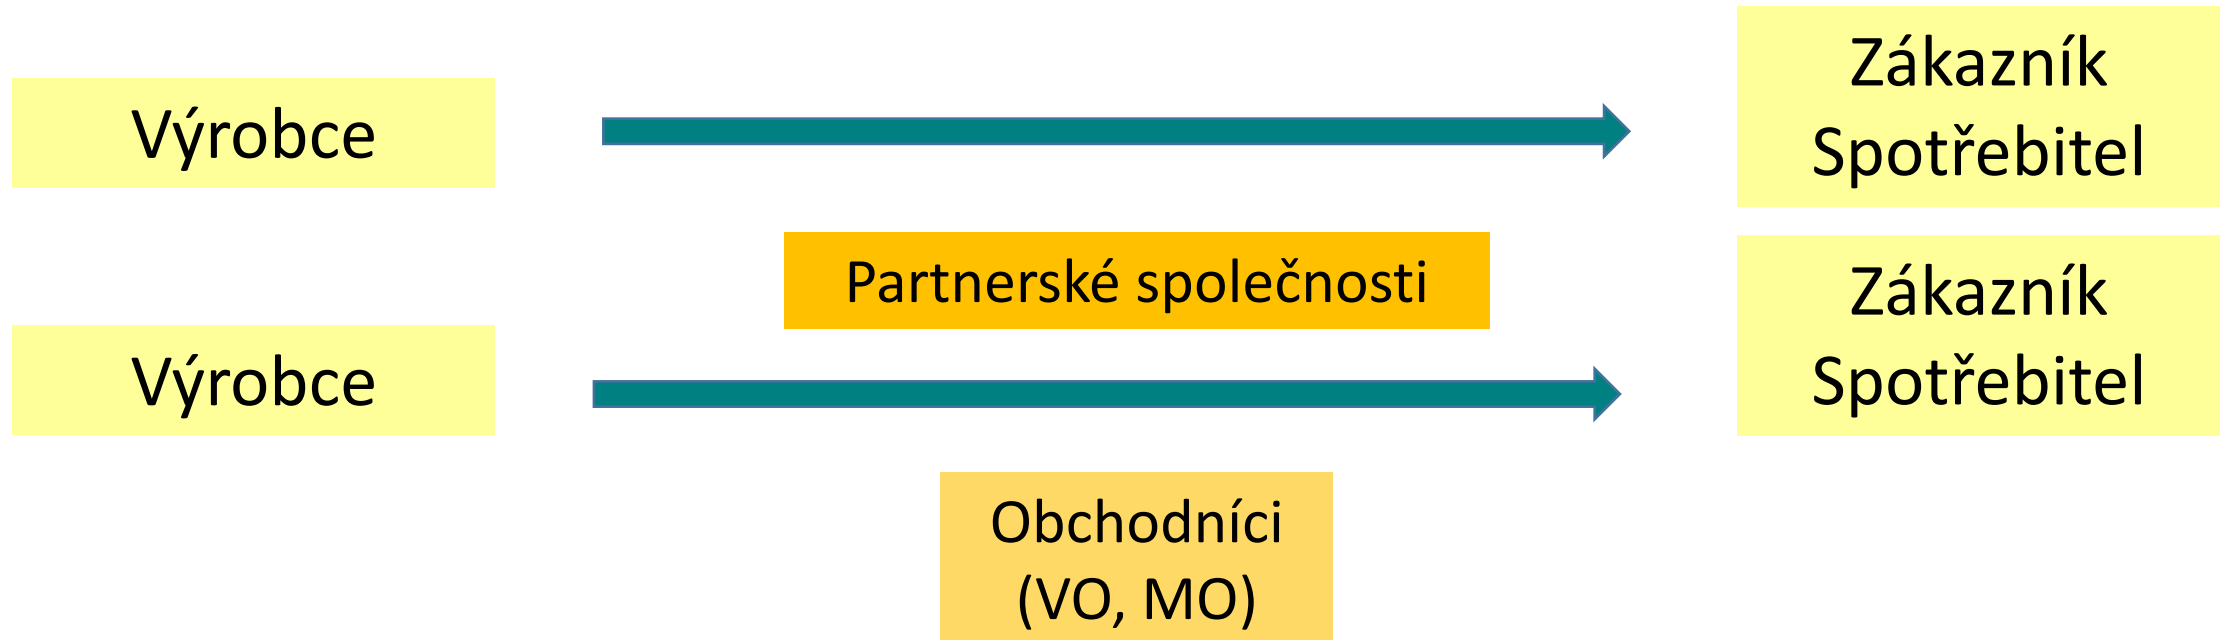 Výrobce
Zákazník
Spotřebitel
Partnerské společnosti
Výrobce
Zákazník
Spotřebitel
Obchodníci
(VO, MO)